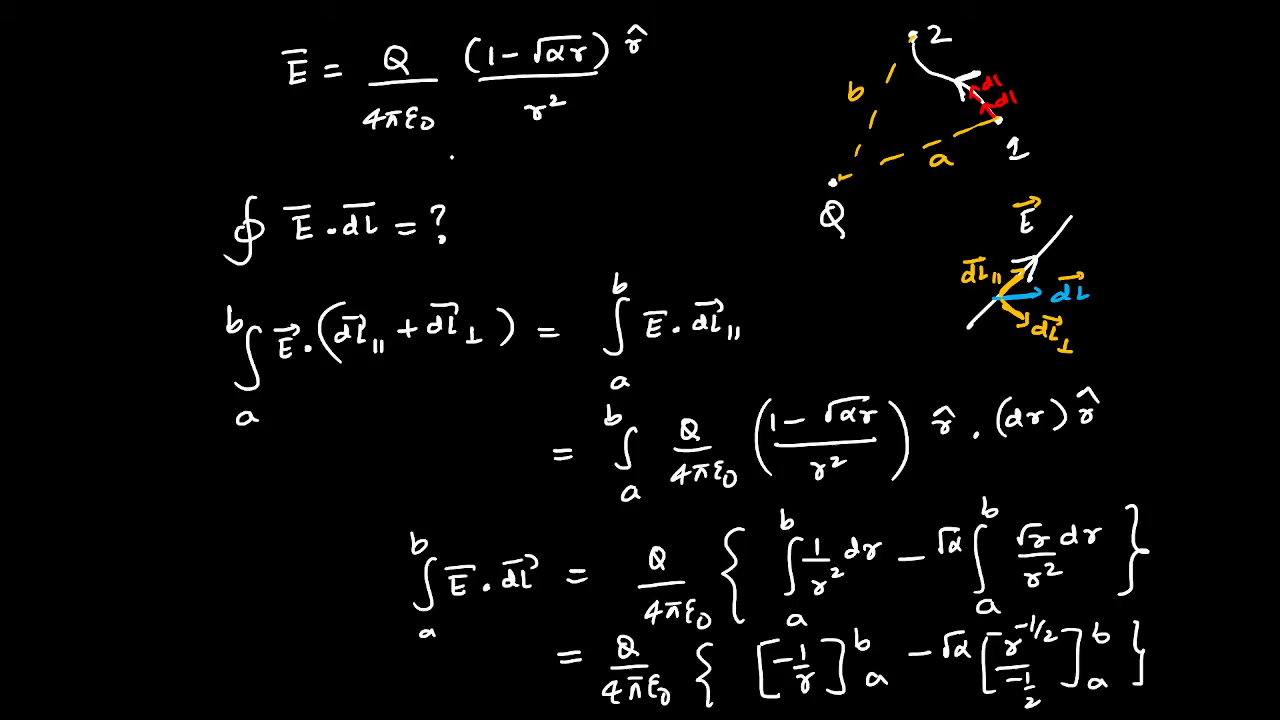 E̅ = Q/4πε₀ (1 − √αr)/r² r̂
∮ E̅ · d̅l̅ = ?
∫ₐᵇ E⃗ · (dl⃗∥ + dl⃗⊥) = ∫ₐᵇ E̅ · dl⃗∥
= ∫ₐᵇ Q/4πε₀ ((1 − √αr)/r²) r̂ · (dr) r̂
∫ₐᵇ E̅ · dl⃗ = Q/4πε₀ { ∫ₐᵇ 1/r² dr − √α ∫ₐᵇ √r/r² dr }
= Q/4πε₀ { [−1/r]ₐᵇ − √α [r^(−1/2)/(−1/2)]ₐᵇ }
2
b
dl
dl
a
1
Q
E⃗
dl⃗∥
dl⃗
dl⃗⊥